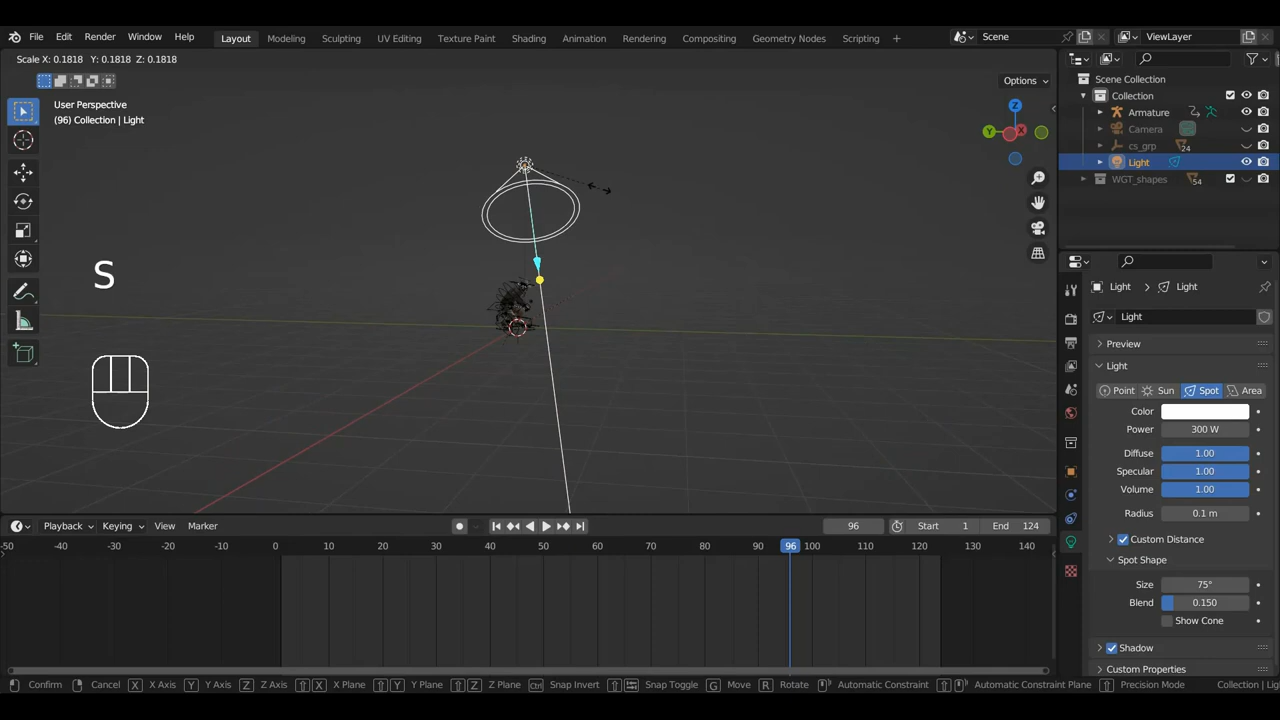 File Edit Render Window Help Layout Modeling Sculpting UV Editing Texture Paint Shading Animation Rendering Compositing Geometry Nodes Scripting + Scene ViewLayer
Scale X: 0.1818 Y: 0.1818 Z: 0.1818
Options
User Perspective
(96) Collection | Light
X
Y
Z
S
Scene Collection
Collection
Armature
Camera
cs_grp 24
Light
WGT_shapes 54
Light Light
Light
Preview
Light
Point Sun Spot Area
Color
Power 300 W
Diffuse 1.00
Specular 1.00
Volume 1.00
Radius 0.1 m
Custom Distance
Spot Shape
Size 75°
Blend 0.150
Show Cone
Shadow
Custom Properties
Playback Keying View Marker 96 Start 1 End 124
-50 -40 -30 -20 -10 0 10 20 30 40 50 60 70 80 90 96 100 110 120 130 140
Confirm Cancel X X Axis Y Y Axis Z Z Axis X X Plane Y Y Plane Z Z Plane Ctrl Snap Invert Snap Toggle G Move R Rotate Automatic Constraint Automatic Constraint Plane Precision Mode Collection | Lig